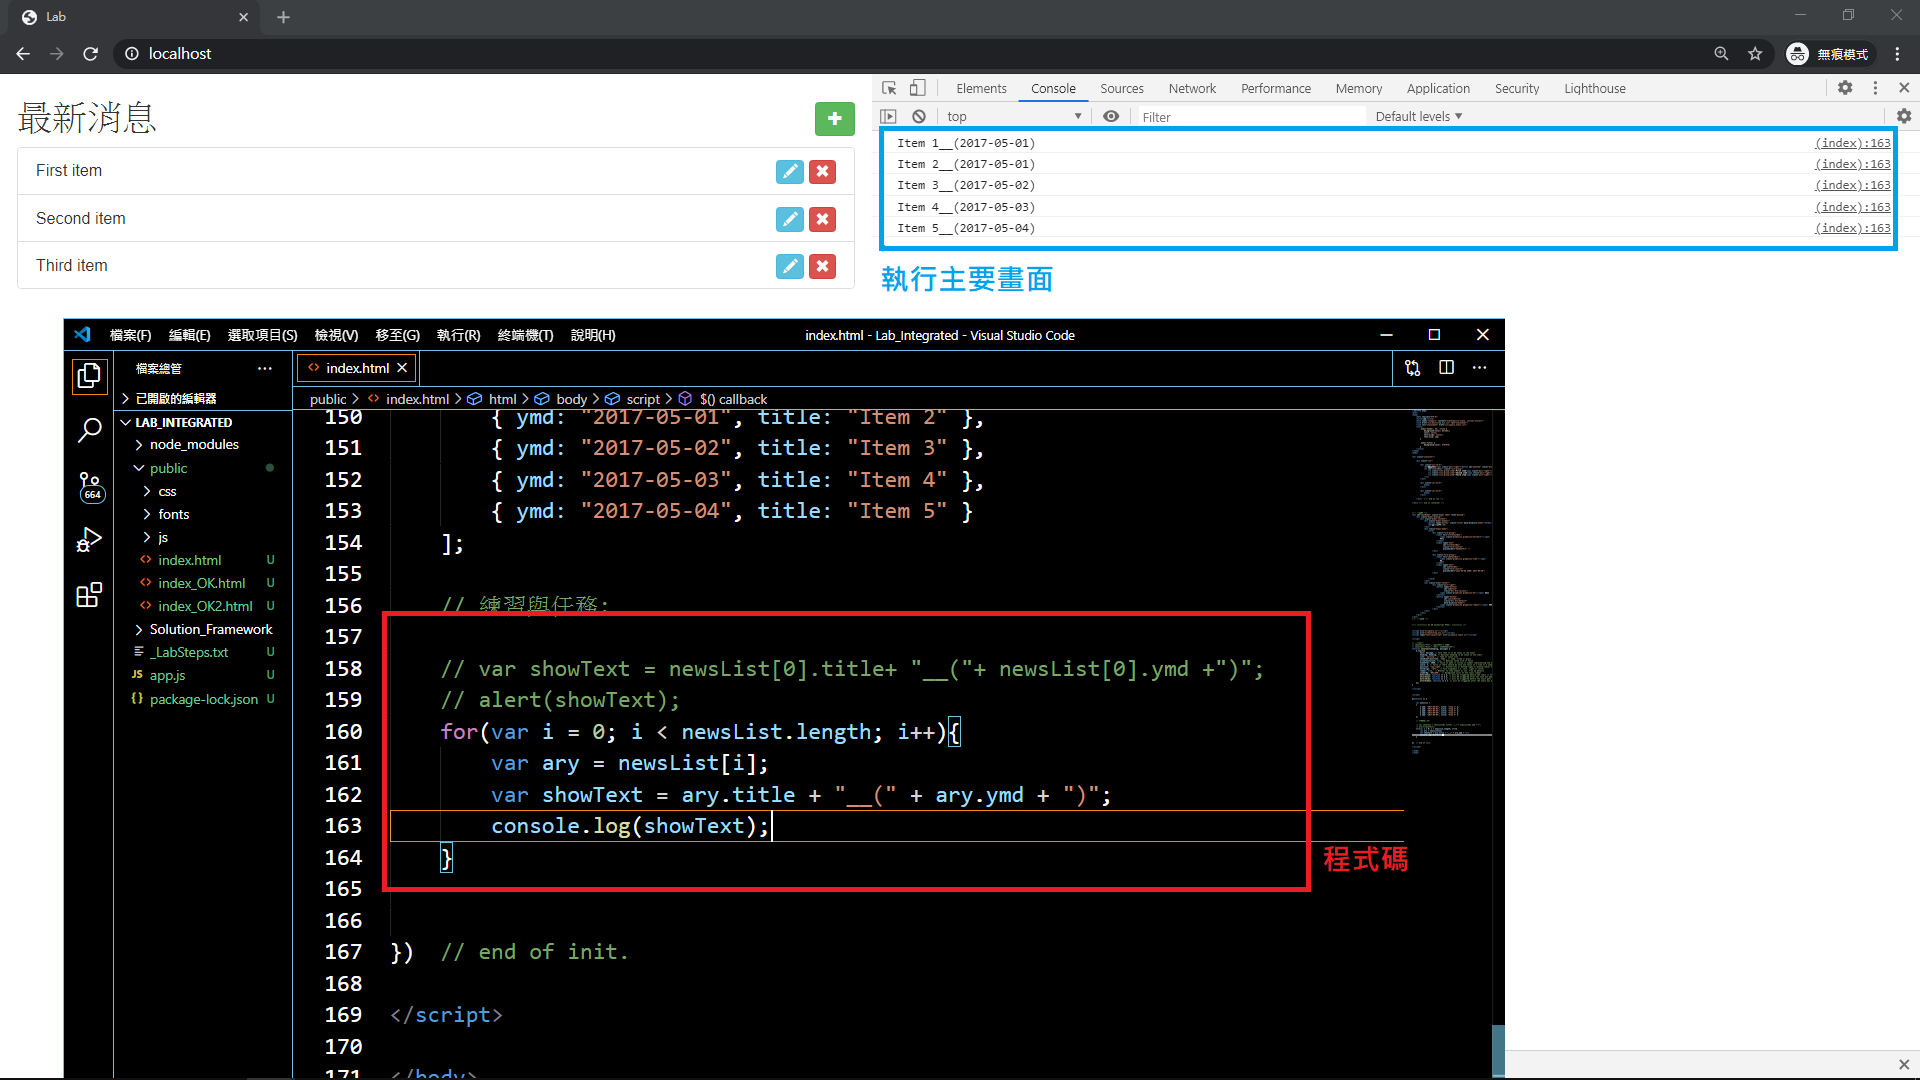 Lab
localhost
無痕模式
最新消息
First item
Second item
Third item
Elements Console Sources Network Performance Memory Application Security Lighthouse
top Filter Default levels
Item 1__(2017-05-01) (index):163
Item 2__(2017-05-01) (index):163
Item 3__(2017-05-02) (index):163
Item 4__(2017-05-03) (index):163
Item 5__(2017-05-04) (index):163
執行主要畫面
檔案(F) 編輯(E) 選取項目(S) 檢視(V) 移至(G) 執行(R) 終端機(T) 說明(H) index.html - Lab_Integrated - Visual Studio Code
檔案總管
index.html
已開啟的編輯器
public > index.html > html > body > script > $() callback
LAB_INTEGRATED
node_modules
public
css
fonts
js
index.html U
index_OK.html U
index_OK2.html U
Solution_Framework
_LabSteps.txt U
app.js U
package-lock.json U
664
150 { ymd: "2017-05-01", title: "Item 2" },
151 { ymd: "2017-05-02", title: "Item 3" },
152 { ymd: "2017-05-03", title: "Item 4" },
153 { ymd: "2017-05-04", title: "Item 5" }
154 ];
155
156 // 練習與任務:
157
158 // var showText = newsList[0].title+ "__("+ newsList[0].ymd +")";
159 // alert(showText);
160 for(var i = 0; i < newsList.length; i++){
161 var ary = newsList[i];
162 var showText = ary.title + "__(" + ary.ymd + ")";
163 console.log(showText);
164 }
165
166
167 }) // end of init.
168
169 </script>
170
171 </body>
程式碼